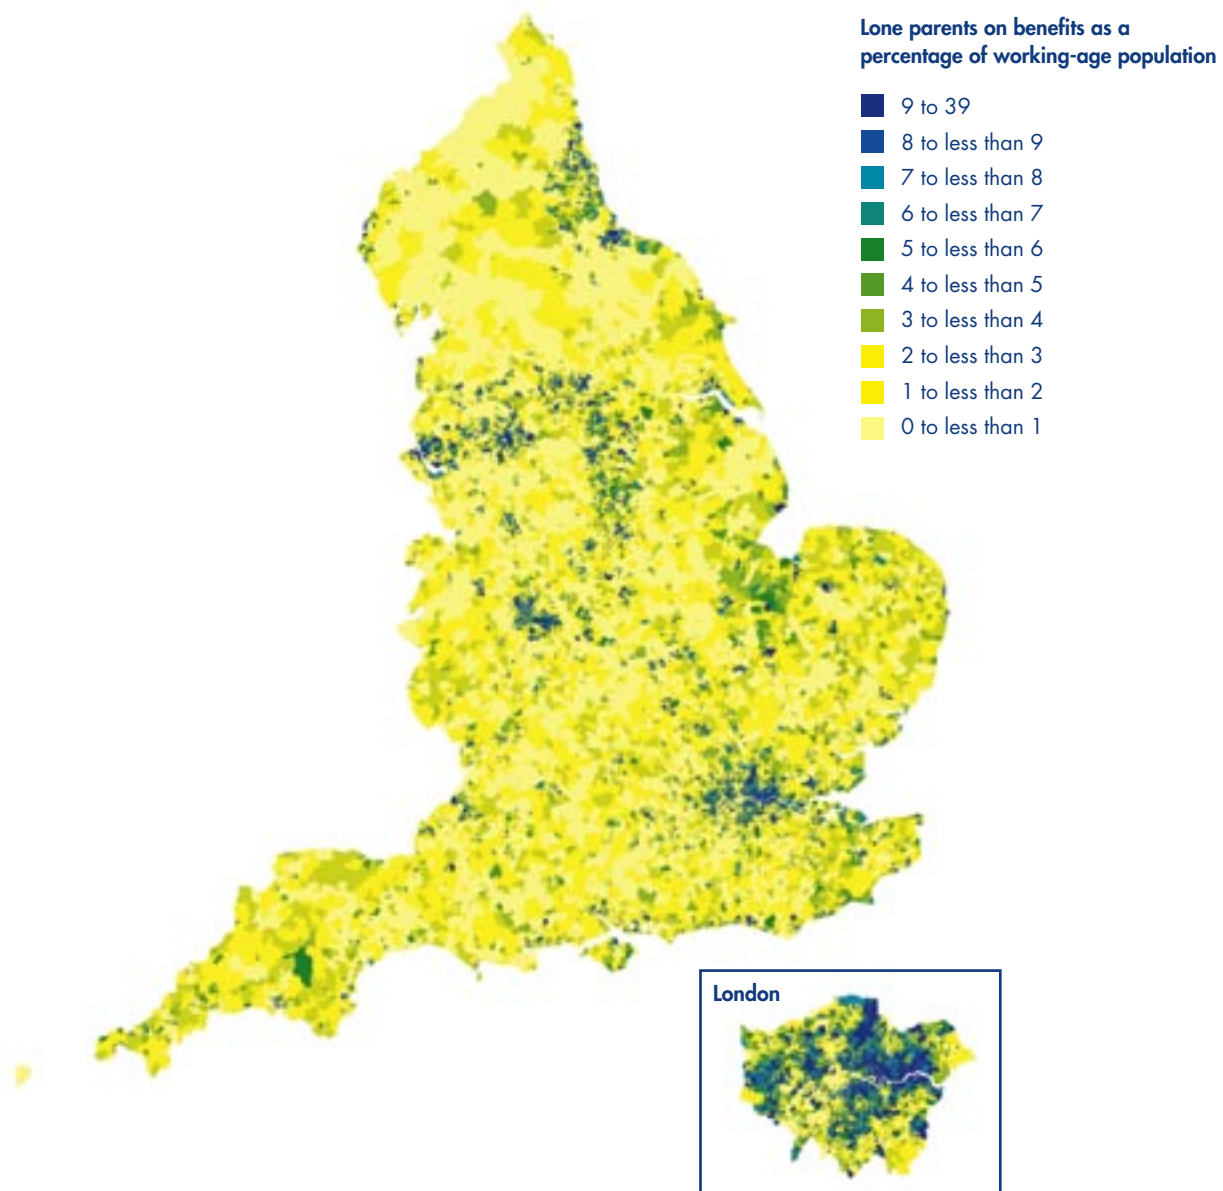 Lone parents on benefits as a
percentage of working-age population
9 to 39
8 to less than 9
7 to less than 8
6 to less than 7
5 to less than 6
4 to less than 5
3 to less than 4
2 to less than 3
1 to less than 2
0 to less than 1
London